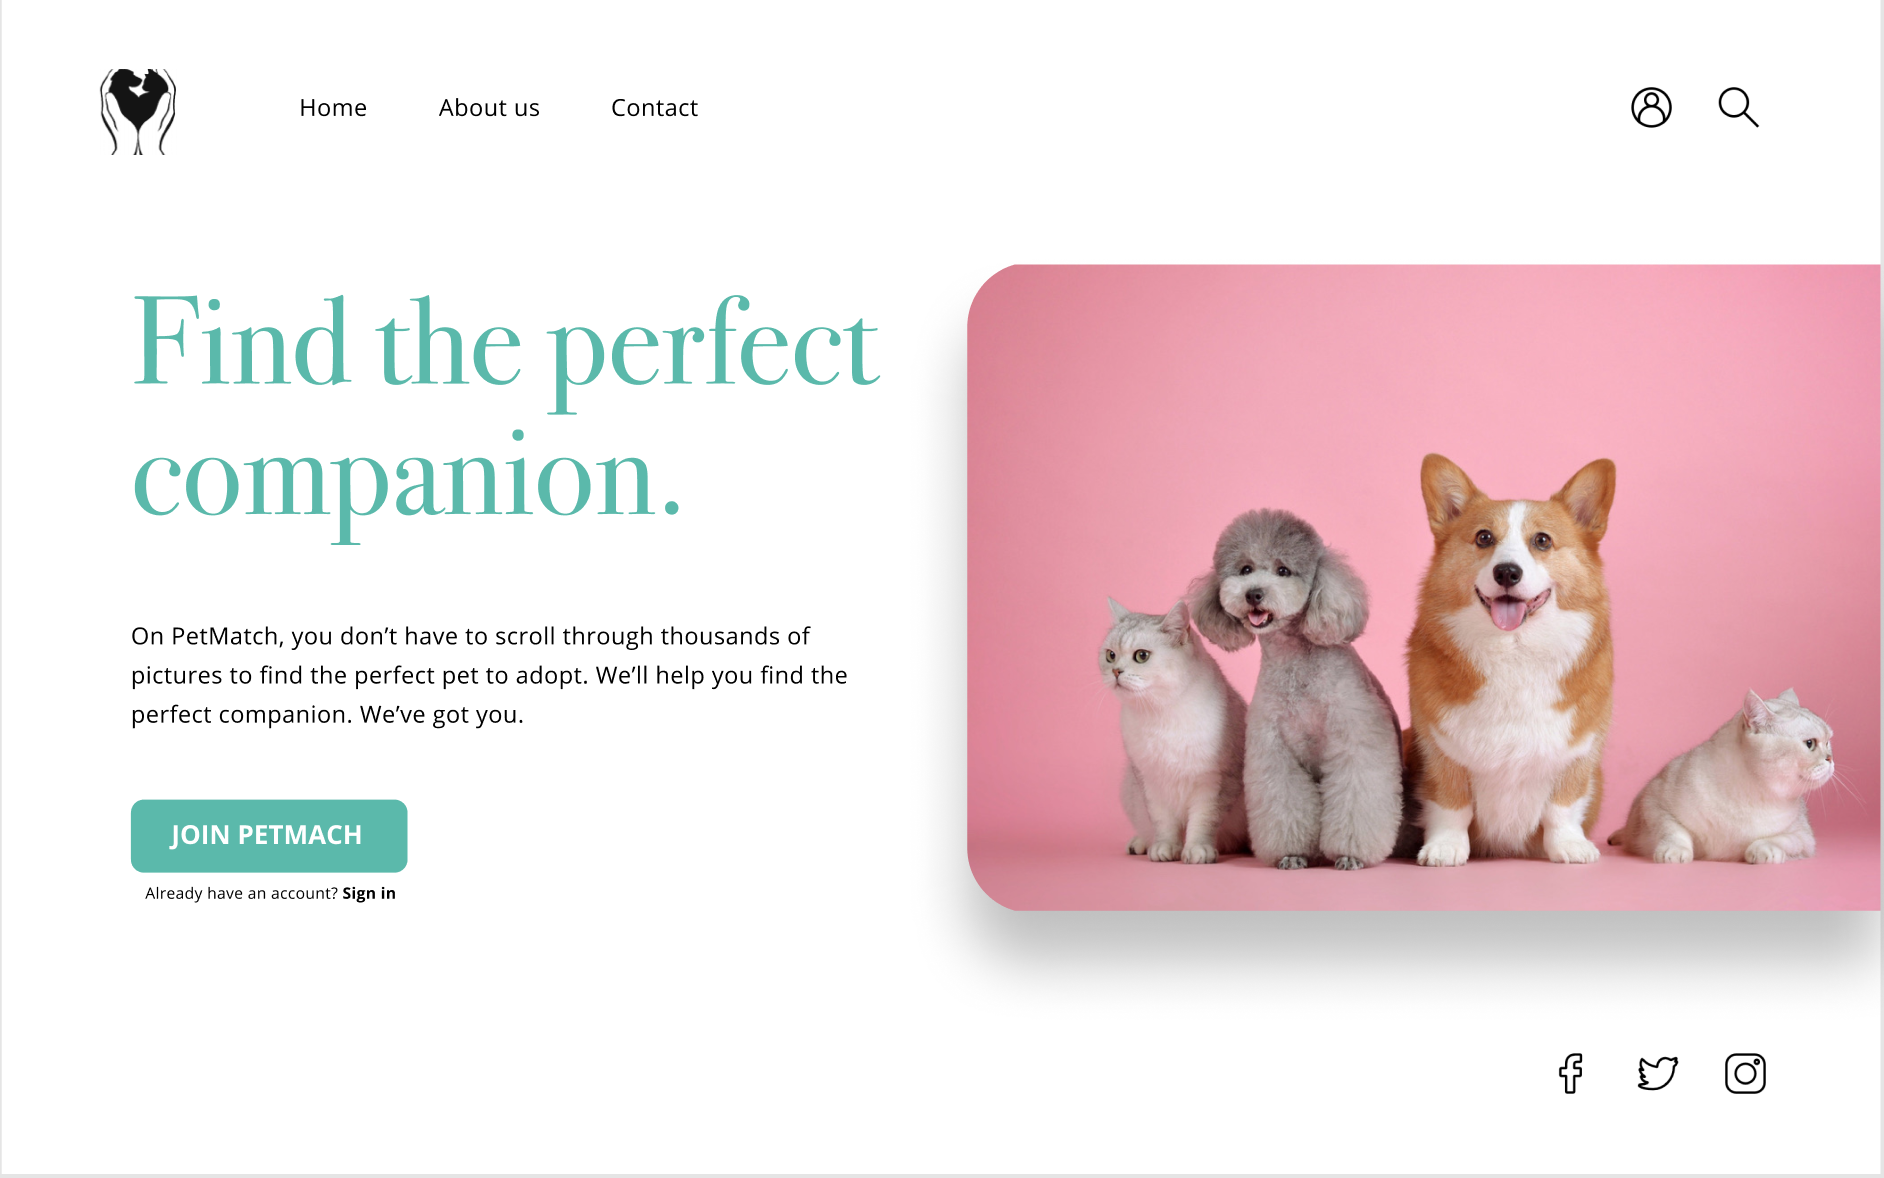 Home
About us
Contact
Find the perfect
companion.
On PetMatch, you don’t have to scroll through thousands of
pictures to find the perfect pet to adopt. We’ll help you find the
perfect companion. We’ve got you.
JOIN PETMACH
Already have an account? Sign in